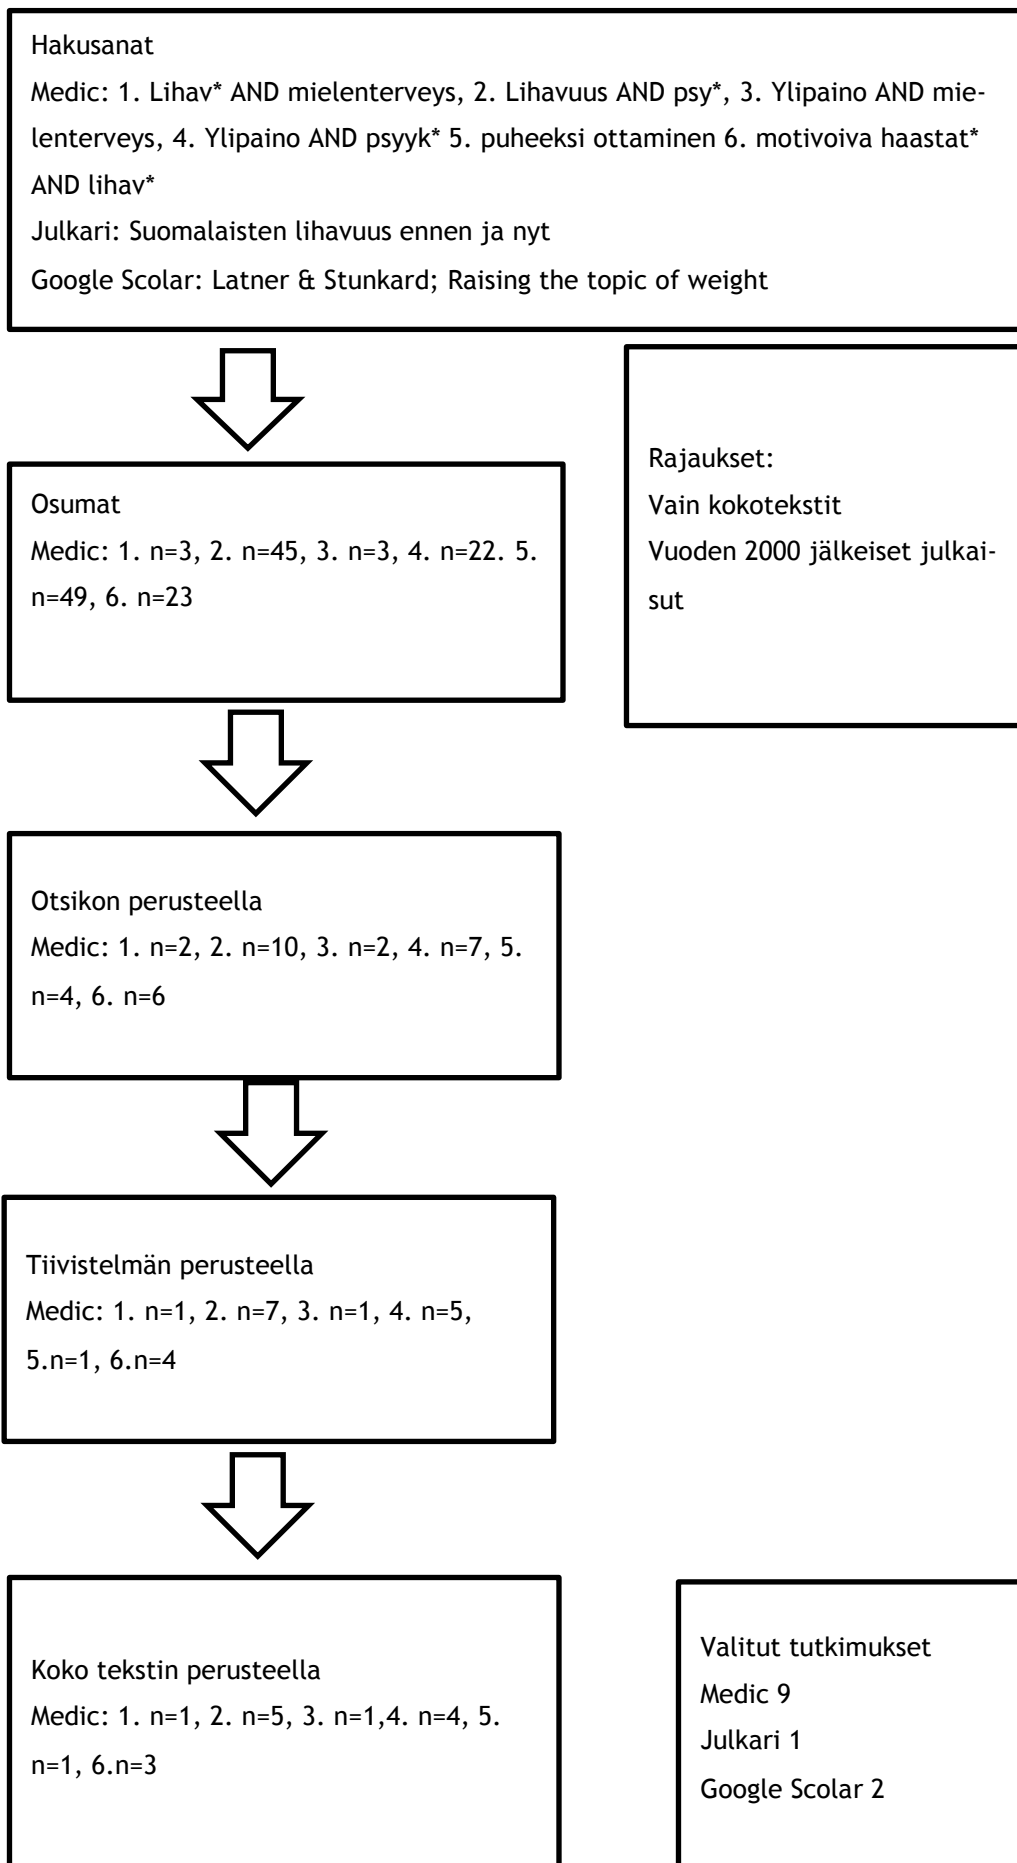 Hakusanat
Medic: 1. Lihav* AND mielenterveys, 2. Lihavuus AND psy*, 3. Ylipaino AND mie-
lenterveys, 4. Ylipaino AND psyyk* 5. puheeksi ottaminen 6. motivoiva haastat*
AND lihav*
Julkari: Suomalaisten lihavuus ennen ja nyt
Google Scolar: Latner & Stunkard; Raising the topic of weight
Rajaukset:
Vain kokotekstit
Vuoden 2000 jälkeiset julkai-
sut
Osumat
Medic: 1. n=3, 2. n=45, 3. n=3, 4. n=22. 5.
n=49, 6. n=23
Otsikon perusteella
Medic: 1. n=2, 2. n=10, 3. n=2, 4. n=7, 5.
n=4, 6. n=6
Tiivistelmän perusteella
Medic: 1. n=1, 2. n=7, 3. n=1, 4. n=5,
5.n=1, 6.n=4
Koko tekstin perusteella
Medic: 1. n=1, 2. n=5, 3. n=1,4. n=4, 5.
n=1, 6.n=3
Valitut tutkimukset
Medic 9
Julkari 1
Google Scolar 2